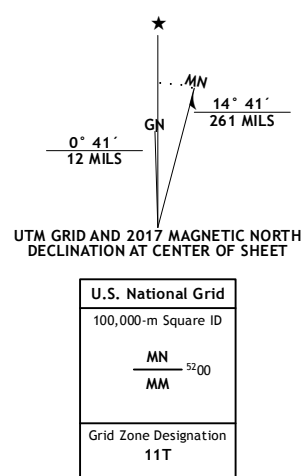 ★
MN
GN
14° 41´
261 MILS
0° 41´
12 MILS
UTM GRID AND 2017 MAGNETIC NORTH
DECLINATION AT CENTER OF SHEET
U.S. National Grid
100,000-m Square ID
MN
5200
MM
Grid Zone Designation
11T